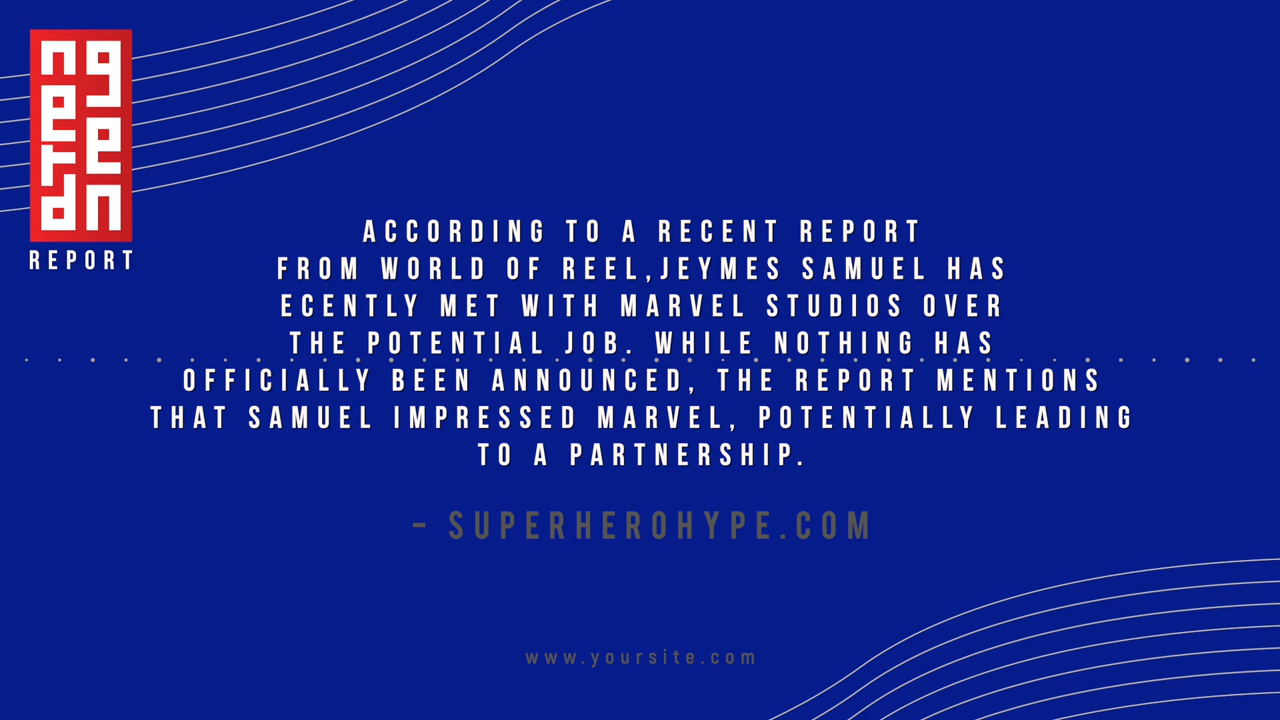 ngerd
geen
REPORT
ACCORDING TO A RECENT REPORT
FROM WORLD OF REEL,JEYMES SAMUEL HAS
ECENTLY MET WITH MARVEL STUDIOS OVER
THE POTENTIAL JOB. WHILE NOTHING HAS
OFFICIALLY BEEN ANNOUNCED, THE REPORT MENTIONS
THAT SAMUEL IMPRESSED MARVEL, POTENTIALLY LEADING
TO A PARTNERSHIP.
- SUPERHEROHYPE.COM
www.yoursite.com